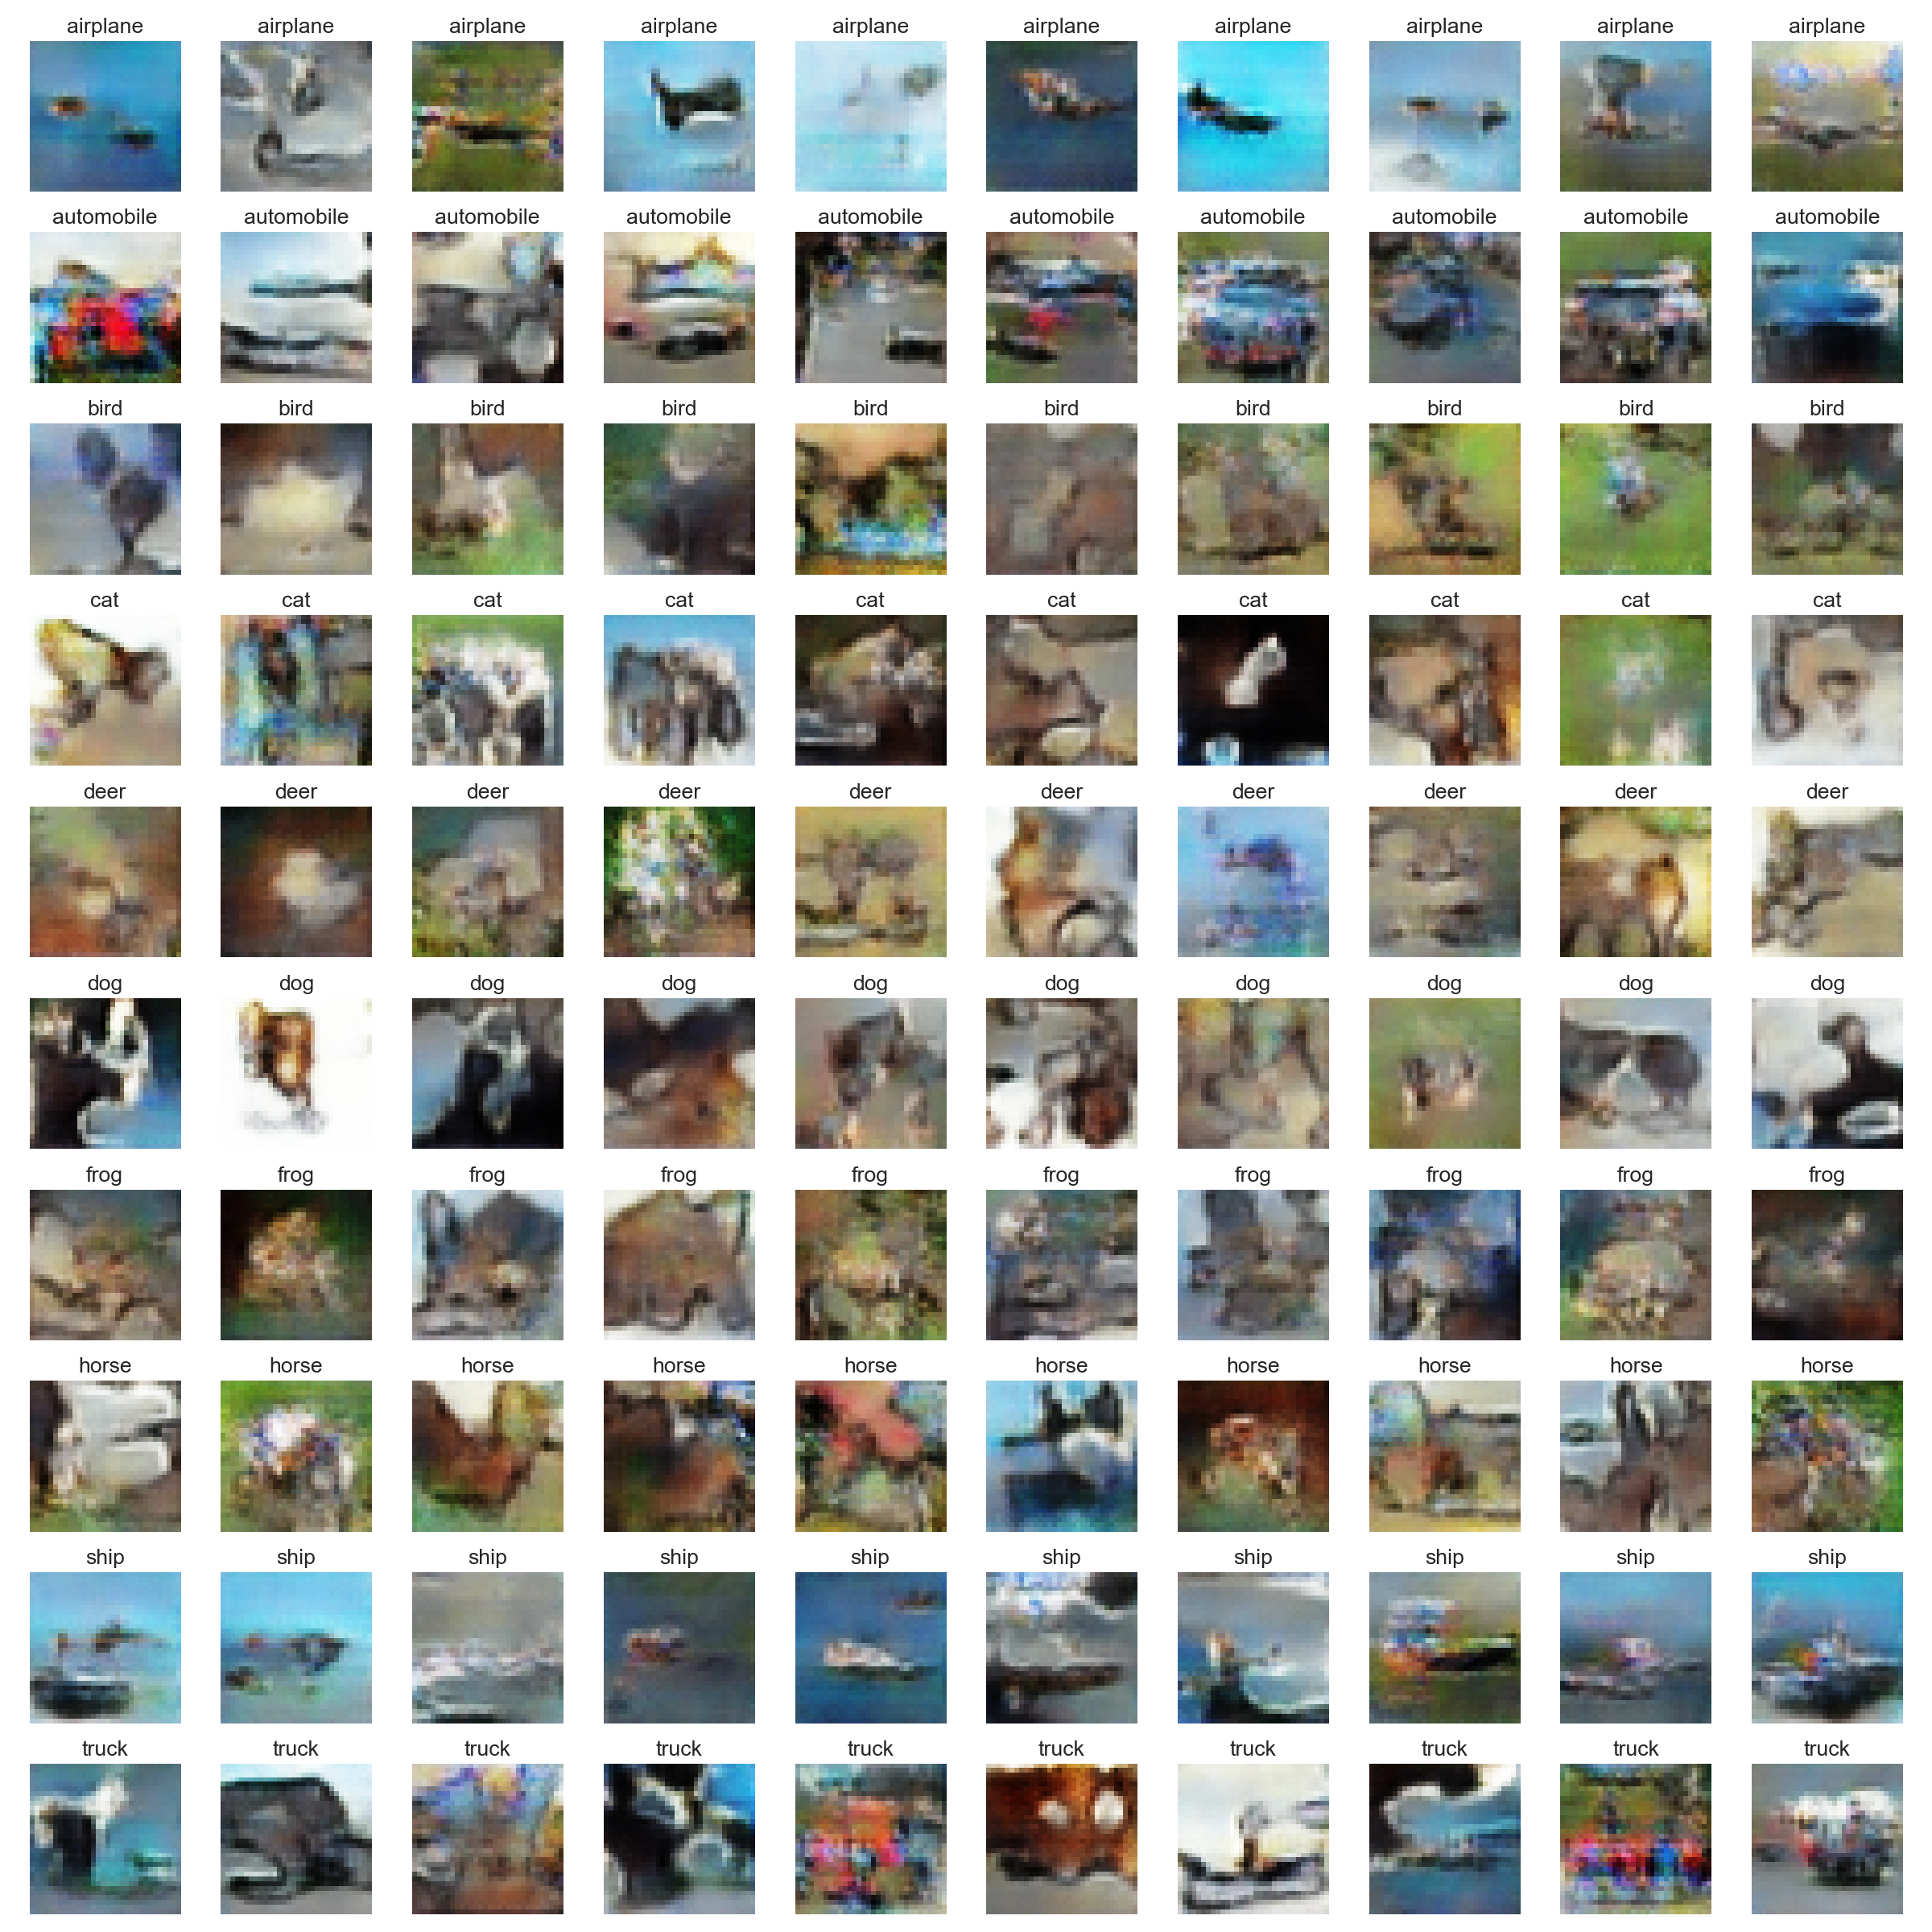 airplane airplane airplane airplane airplane airplane airplane airplane airplane airplane
automobile automobile automobile automobile automobile automobile automobile automobile automobile automobile
bird bird bird bird bird bird bird bird bird bird
cat cat cat cat cat cat cat cat cat cat
deer deer deer deer deer deer deer deer deer deer
dog dog dog dog dog dog dog dog dog dog
frog frog frog frog frog frog frog frog frog frog
horse horse horse horse horse horse horse horse horse horse
ship ship ship ship ship ship ship ship ship ship
truck truck truck truck truck truck truck truck truck truck